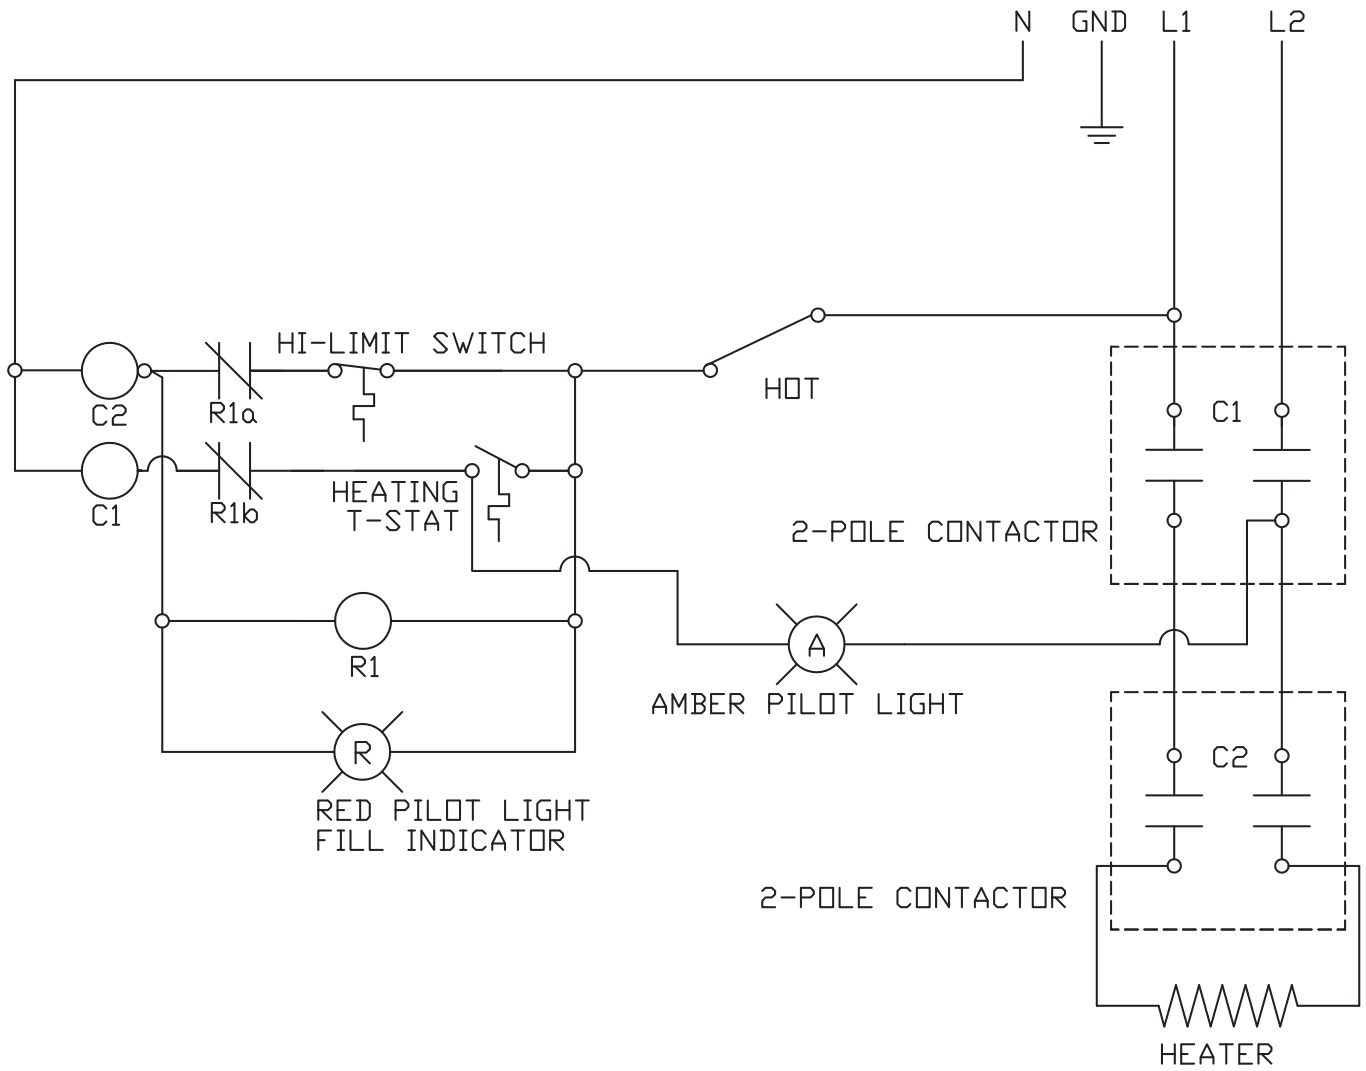 N GND L1 L2
HI-LIMIT SWITCH
HOT
C1
C2
R1a
HEATING
T-STAT
C1
R1b
2-POLE CONTACTOR
A
R1
AMBER PILOT LIGHT
R
C2
RED PILOT LIGHT
FILL INDICATOR
2-POLE CONTACTOR
HEATER